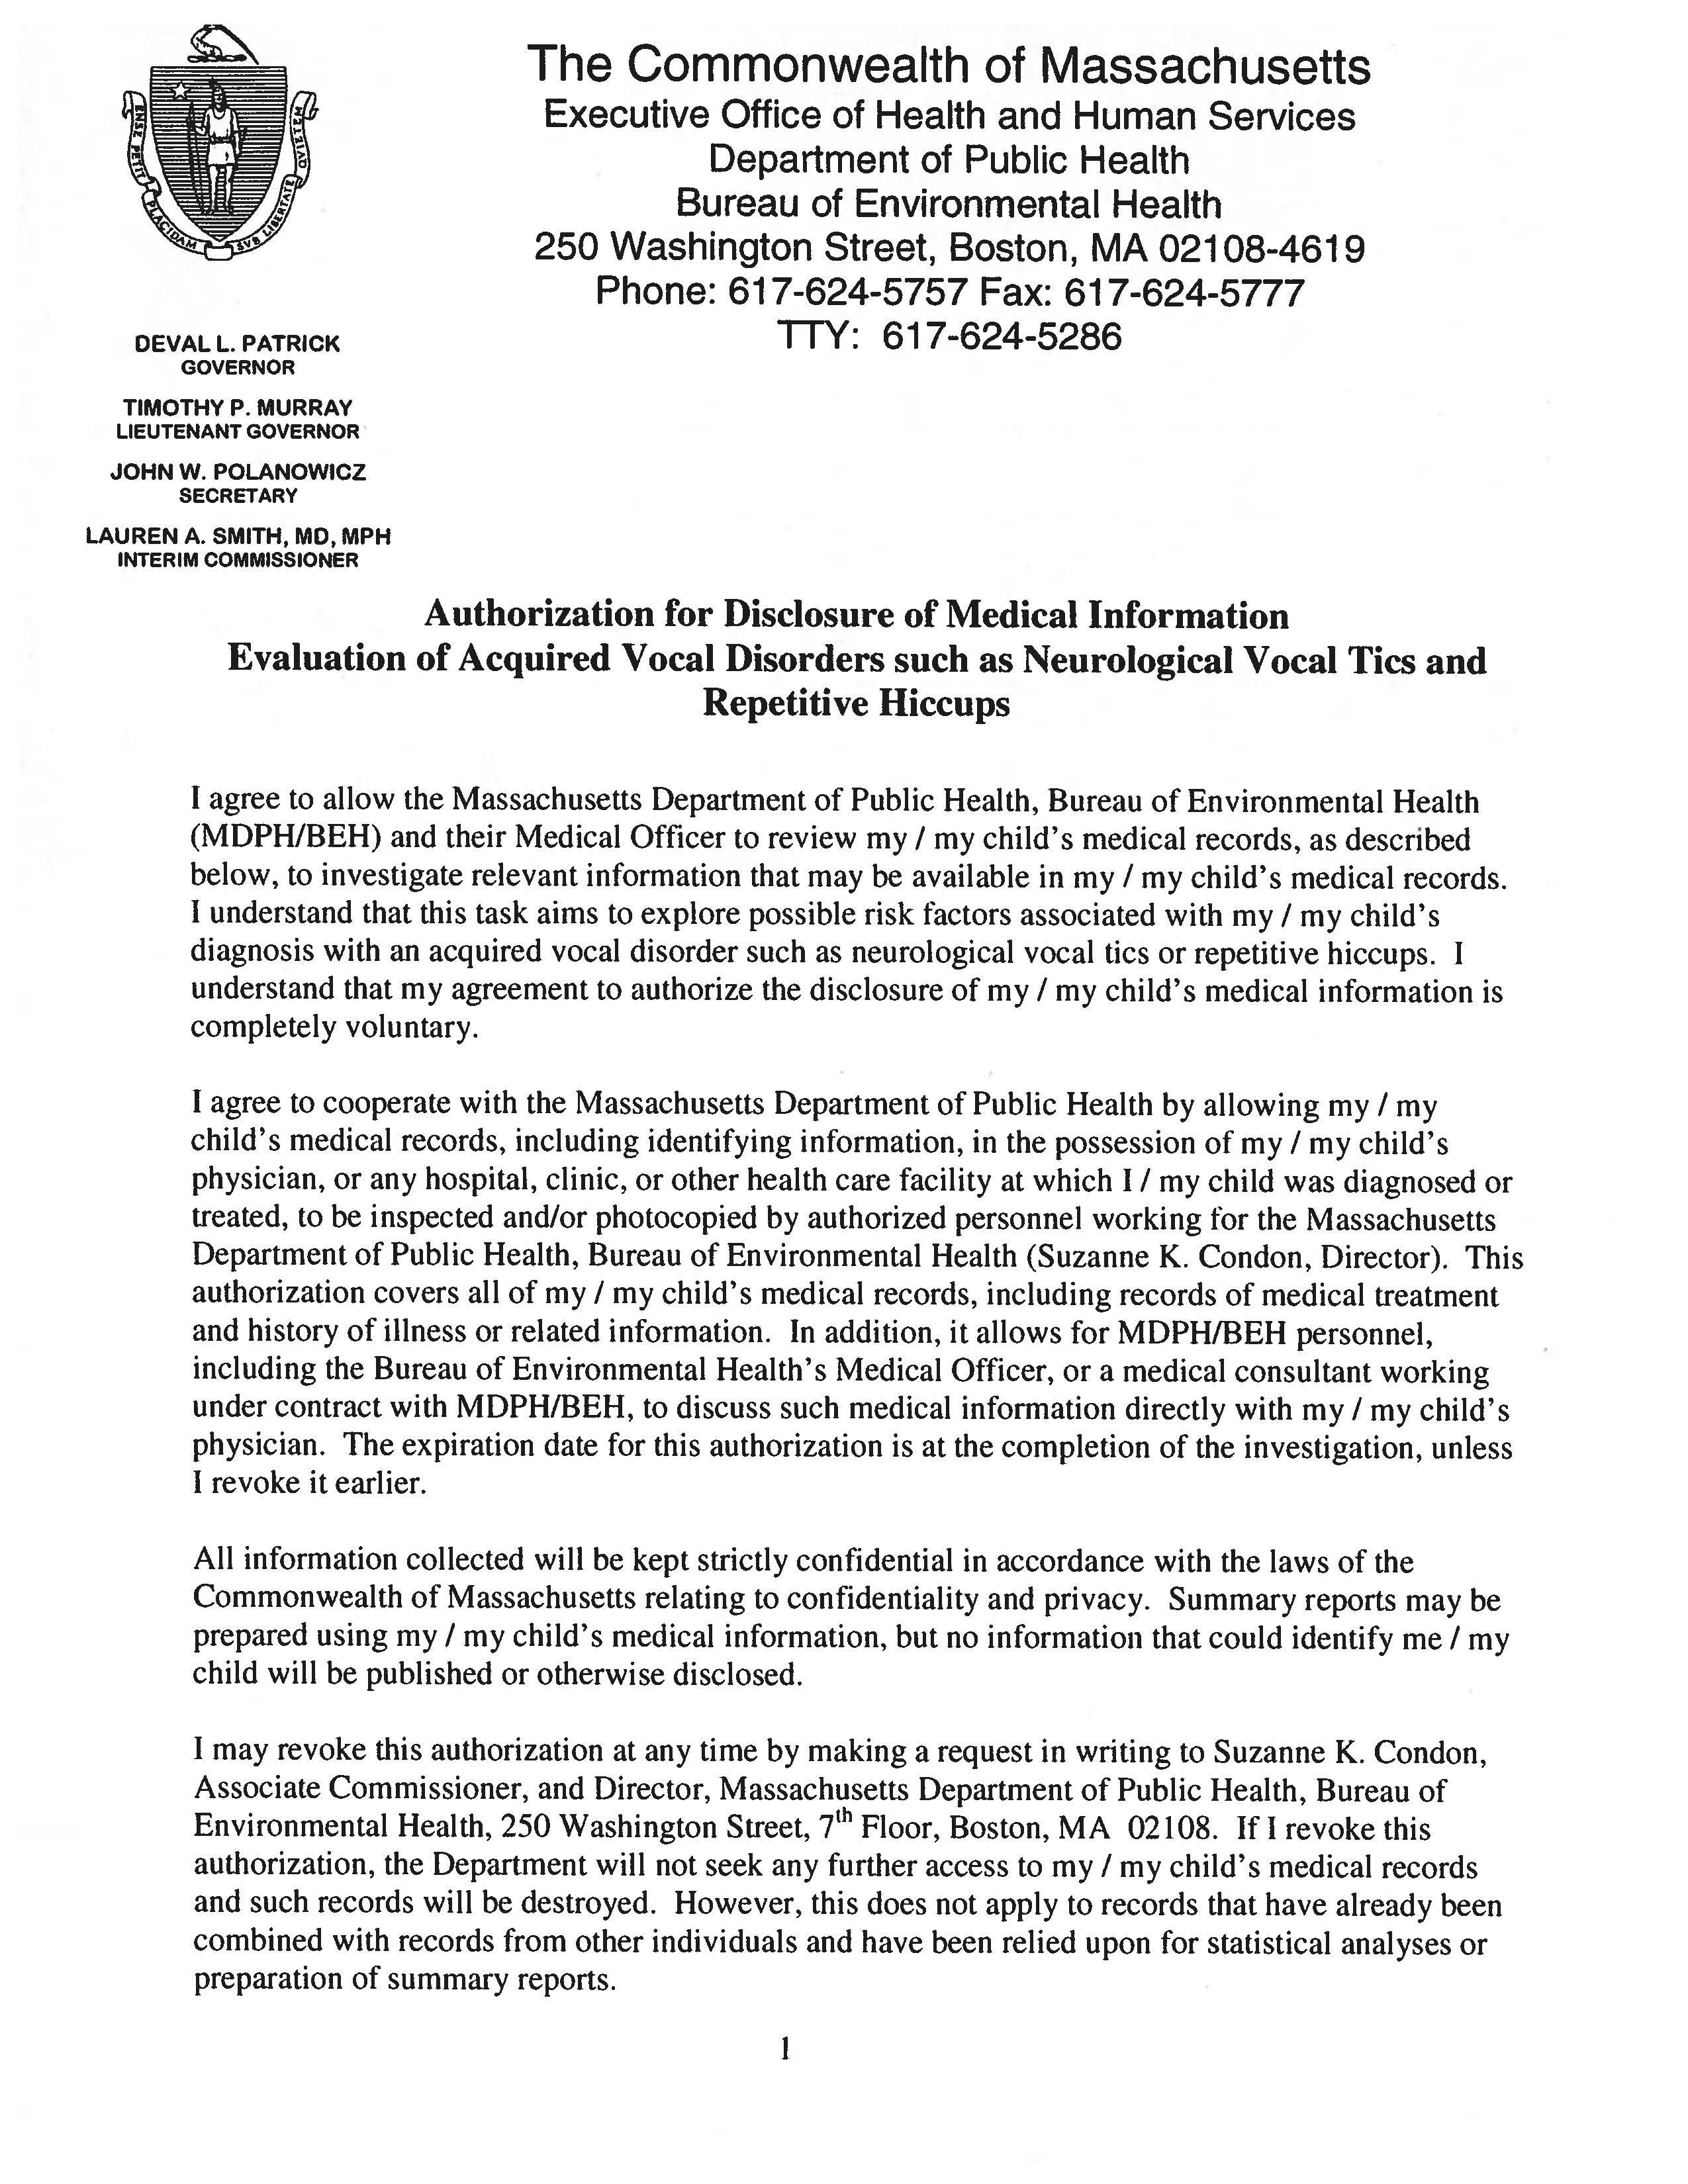 The Commonwealth of Massachusetts
Executive Office of Health and Human Services
Department of Public Health
Bureau of Environmental Health
250 Washington Street, Boston, MA 02108-4619
Phone: 617-624-5757 Fax: 617-624-5777
TTY: 617-624-5286
ENSE PETIT PLACIDAM SVB LIBERTATE QVIETEM
DEVAL L. PATRICK
GOVERNOR
TIMOTHY P. MURRAY
LIEUTENANT GOVERNOR
JOHN W. POLANOWICZ
SECRETARY
LAUREN A. SMITH, MD, MPH
INTERIM COMMISSIONER
Authorization for Disclosure of Medical Information
Evaluation of Acquired Vocal Disorders such as Neurological Vocal Tics and
Repetitive Hiccups
I agree to allow the Massachusetts Department of Public Health, Bureau of Environmental Health
(MDPH/BEH) and their Medical Officer to review my / my child's medical records, as described
below, to investigate relevant information that may be available in my / my child's medical records.
I understand that this task aims to explore possible risk factors associated with my / my child's
diagnosis with an acquired vocal disorder such as neurological vocal tics or repetitive hiccups. I
understand that my agreement to authorize the disclosure of my / my child's medical information is
completely voluntary.
I agree to cooperate with the Massachusetts Department of Public Health by allowing my / my
child's medical records, including identifying information, in the possession of my / my child's
physician, or any hospital, clinic, or other health care facility at which I / my child was diagnosed or
treated, to be inspected and/or photocopied by authorized personnel working for the Massachusetts
Department of Public Health, Bureau of Environmental Health (Suzanne K. Condon, Director). This
authorization covers all of my / my child's medical records, including records of medical treatment
and history of illness or related information. In addition, it allows for MDPH/BEH personnel,
including the Bureau of Environmental Health's Medical Officer, or a medical consultant working
under contract with MDPH/BEH, to discuss such medical information directly with my / my child's
physician. The expiration date for this authorization is at the completion of the investigation, unless
I revoke it earlier.
All information collected will be kept strictly confidential in accordance with the laws of the
Commonwealth of Massachusetts relating to confidentiality and privacy. Summary reports may be
prepared using my / my child's medical information, but no information that could identify me / my
child will be published or otherwise disclosed.
I may revoke this authorization at any time by making a request in writing to Suzanne K. Condon,
Associate Commissioner, and Director, Massachusetts Department of Public Health, Bureau of
Environmental Health, 250 Washington Street, 7th Floor, Boston, MA 02108. If I revoke this
authorization, the Department will not seek any further access to my / my child's medical records
and such records will be destroyed. However, this does not apply to records that have already been
combined with records from other individuals and have been relied upon for statistical analyses or
preparation of summary reports.
1